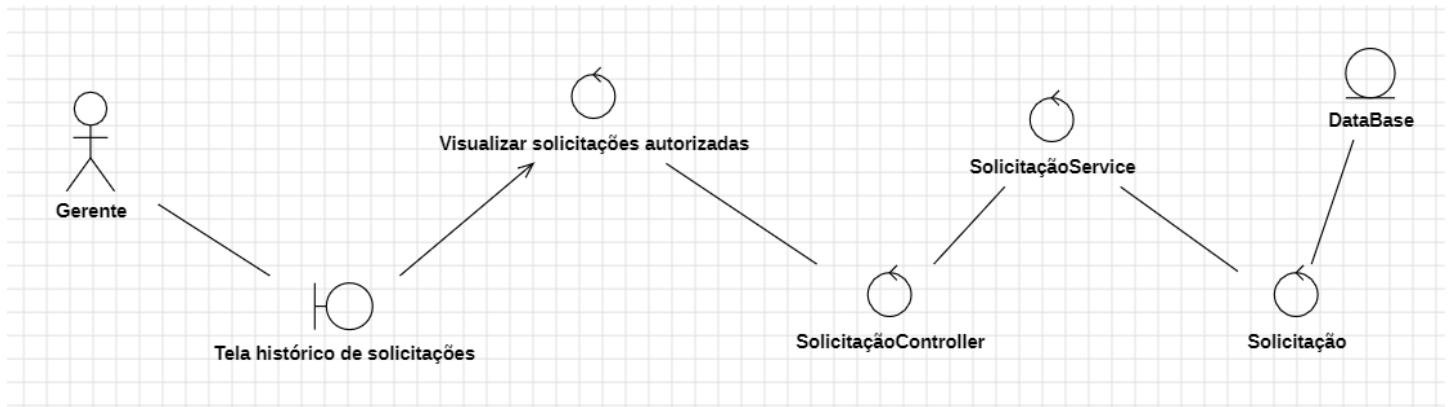 Gerente
Tela histórico de solicitações
Visualizar solicitações autorizadas
SolicitaçãoController
SolicitaçãoService
Solicitação
DataBase